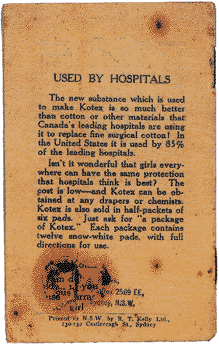 USED BY HOSPITALS
The new substance which is used
to make Kotex is so much better
than cotton or other materials that
Canada's leading hospitals are using
it to replace fine surgical cotton! In
the United States it is used by 85%
of the leading hospitals.
Isn't it wonderful that girls every-
where can have the same protection
that hospitals think is best? The
cost is low—and Kotex can be ob-
tained at any drapers or chemists.
Kotex is also sold in half-packets of
six pads. Just ask for "a package
of Kotex." Each package contains
twelve snow-white pads, with full
directions for use.
you
2509 EE,
N.S.W.
girl
Printed in N.S.W. by R. T. Kelly Ltd.,
Castlereagh St., Sydney